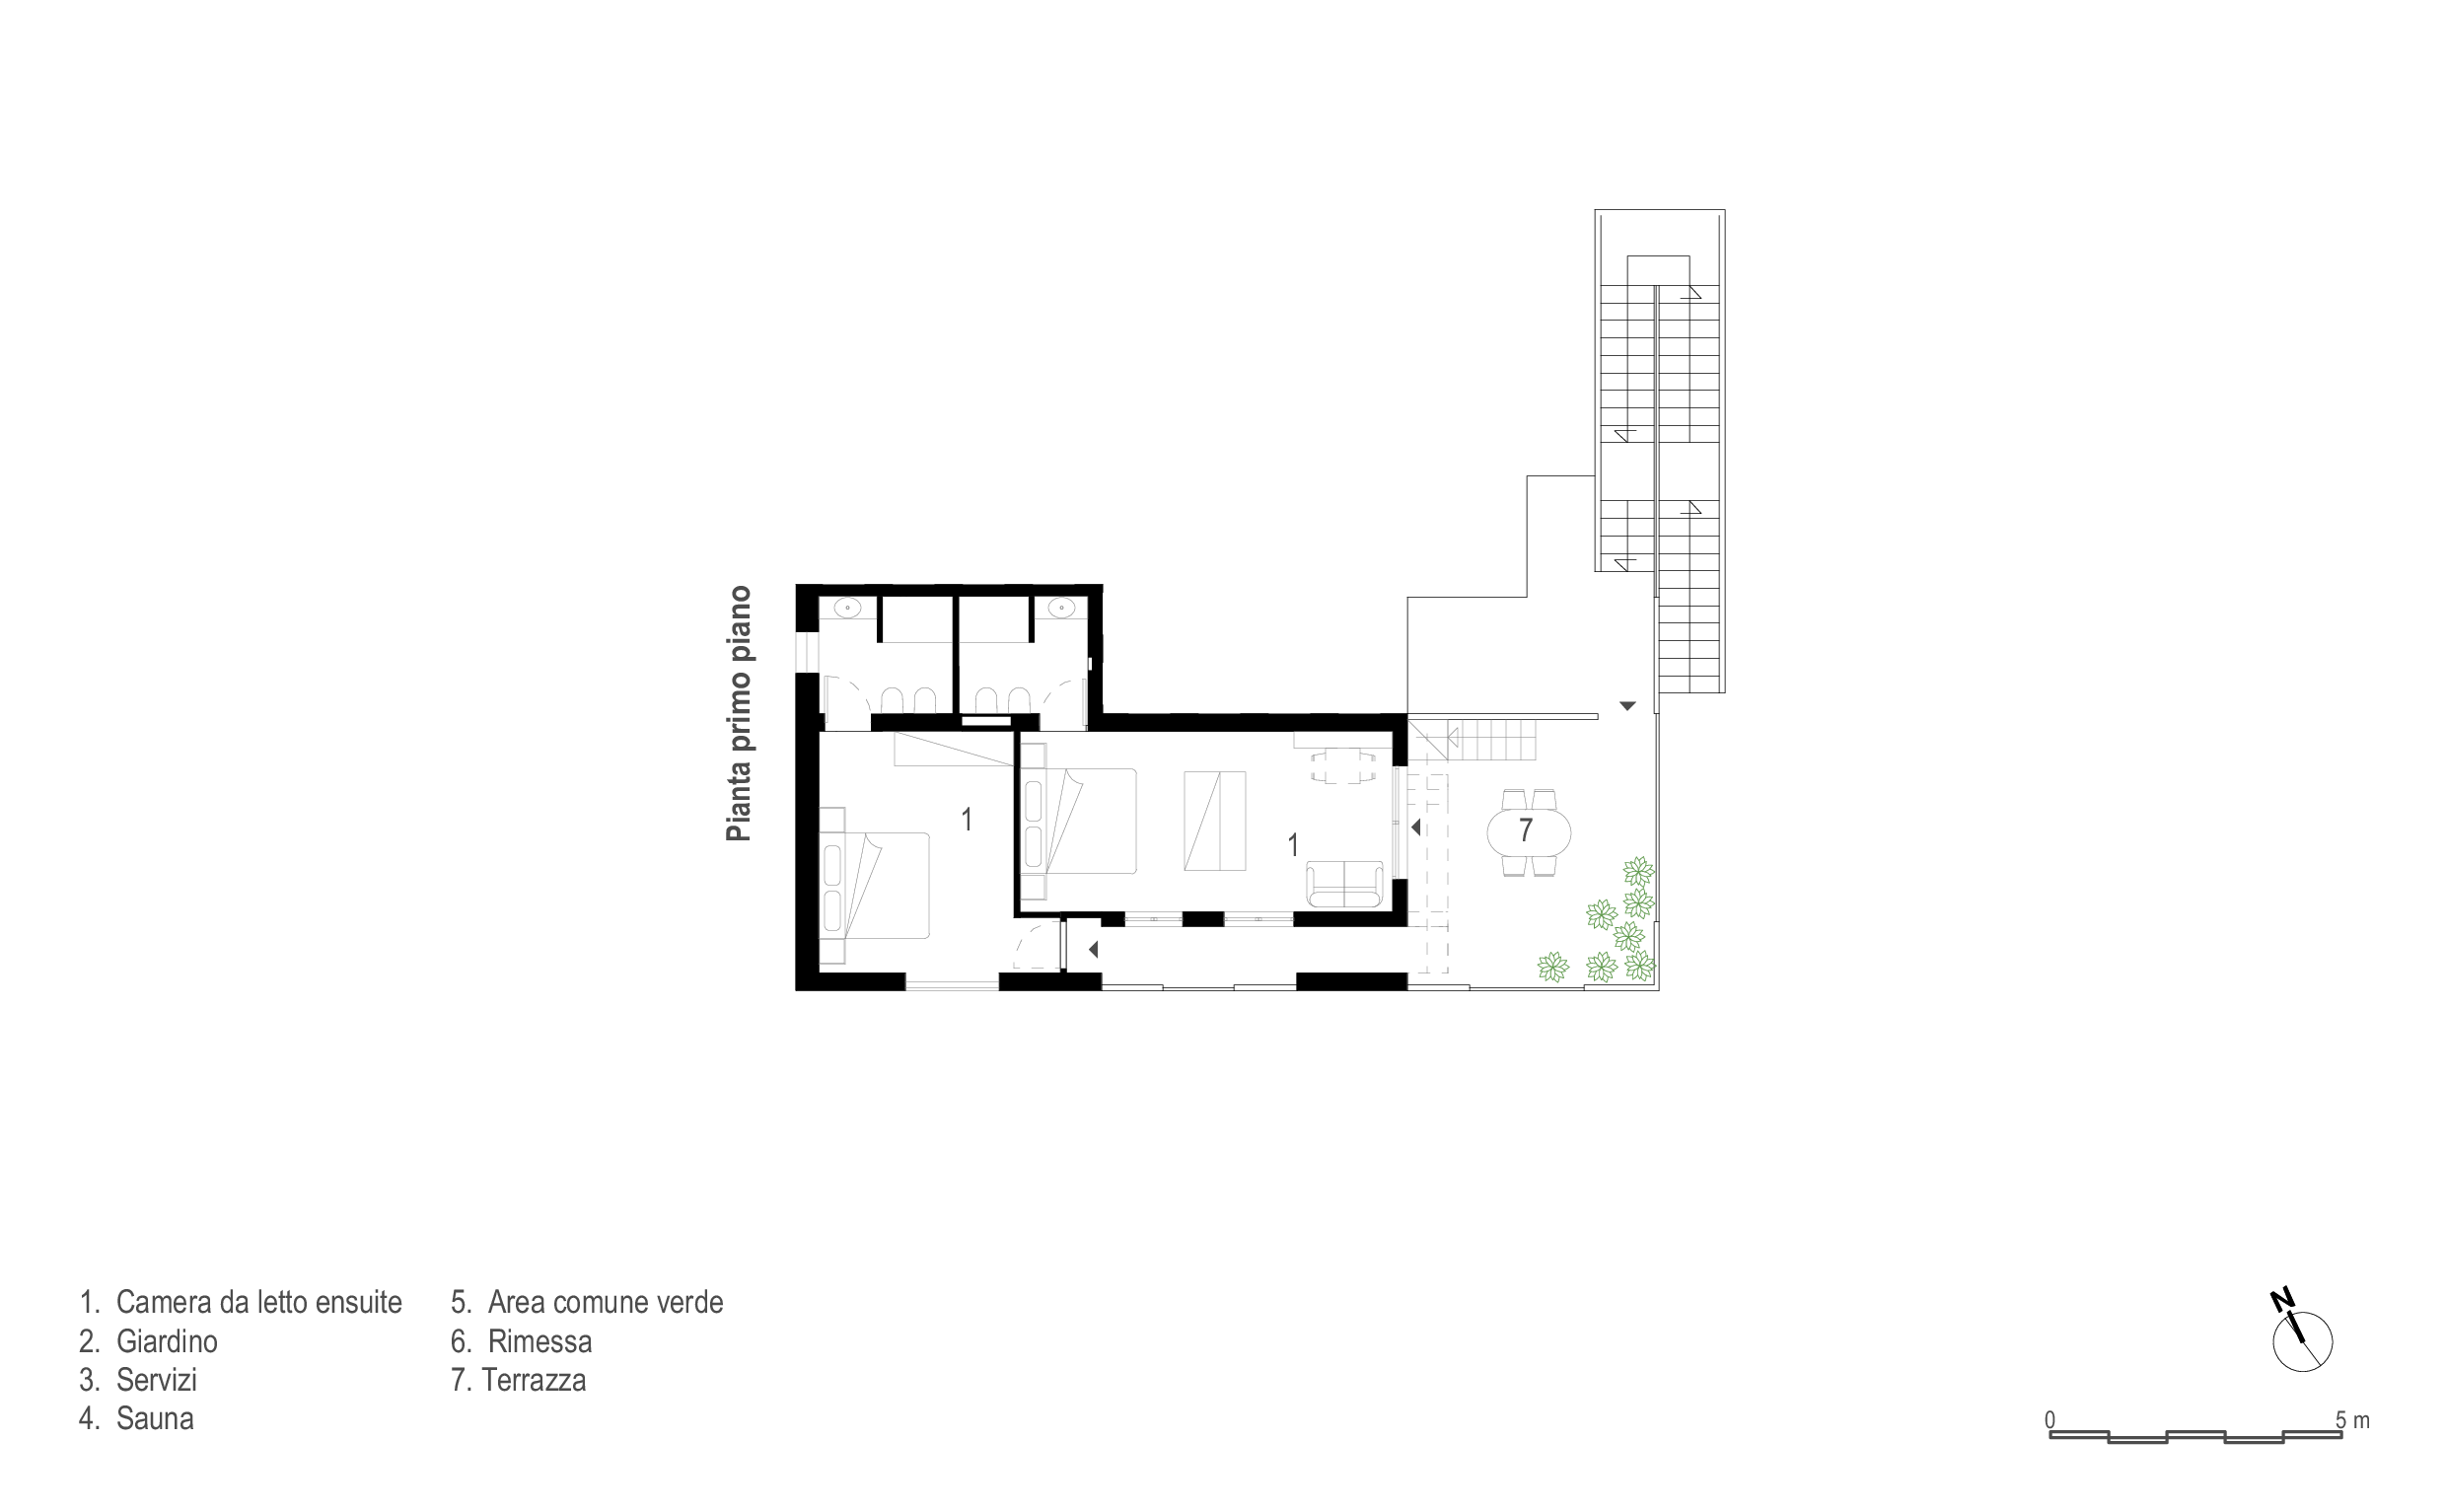 Pianta primo piano
1
1
7
1. Camera da letto ensuite
2. Giardino
3. Servizi
4. Sauna
5. Area comune verde
6. Rimessa
7. Terrazza
N
0 5 m